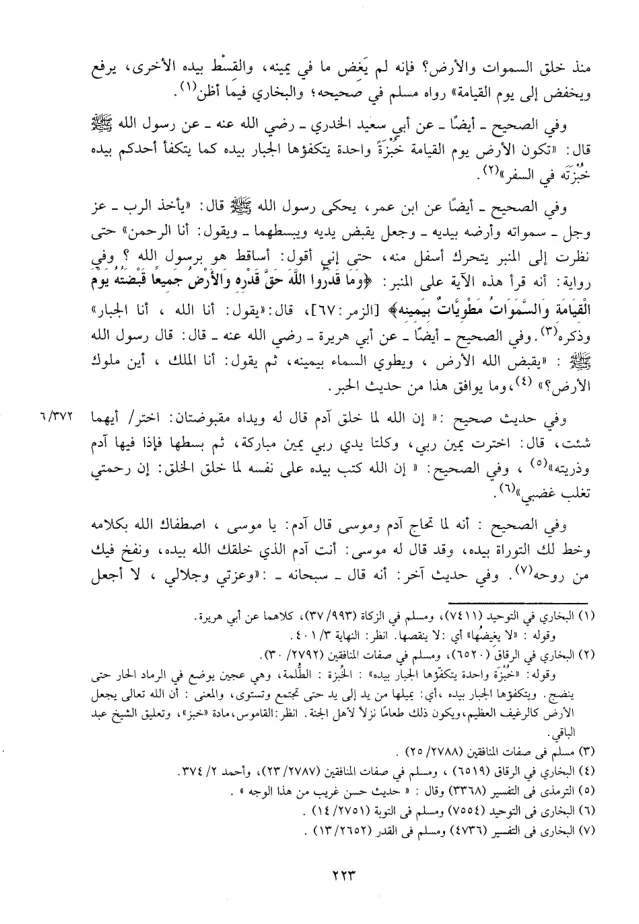 منذ خلق السموات والأرض؟ فإنه لم يَغِض ما في يمينه، والقِسْط بيده الأخرى، يرفع
ويخفض إلى يوم القيامة» رواه مسلم في صحيحه؛ والبخاري فيما أظن(١).
وفي الصحيح ـ أيضًا ـ عن أبي سعيد الخدري ـ رضي الله عنه ـ عن رسول الله ﷺ
قال: «تكون الأرض يوم القيامة خُبْزَةً واحدة يتكفؤها الجبار بيده كما يتكفأ أحدكم بيده
خُبْزَته في السفر»(٢).
وفي الصحيح ـ أيضًا عن ابن عمر، يحكى رسول الله ﷺ قال: «يأخذ الرب ـ عز
وجل ـ سمواته وأرضه بيديه ـ وجعل يقبض يديه ويبسطهما ـ ويقول: أنا الرحمن» حتى
نظرت إلى المنبر يتحرك أسفل منه، حتى إني أقول: أساقط هو برسول الله ؟ وفي
رواية: أنه قرأ هذه الآية على المنبر: ﴿وَمَا قَدَرُوا اللَّهَ حَقَّ قَدْرِهِ وَالأَرْضُ جَمِيعًا قَبْضَتُهُ يَوْمَ
الْقِيَامَةِ وَالسَّمَوَاتُ مَطْوِيَّاتٌ بِيَمِينِهِ﴾ [الزمر:٦٧]، قال:«يقول: أنا الله ، أنا الجبار»
وذكره(٣).وفي الصحيح ـ أيضـًا ـ عن أبي هريرة ـ رضي الله عنه ـ قال: قال رسول الله
ﷺ : «يقبض الله الأرض ، ويطوي السماء بيمينه، ثم يقول: أنا الملك ، أين ملوك
الأرض؟» (٤)،وما يوافق هذا من حديث الحبر.
وفي حديث صحيح :« إن الله لما خلق آدم قال له ويداه مقبوضتان: اختر/ أيهما ٦/٣٧٢
شئت، قال: اخترت يمين ربي، وكلتا يدي ربي يمين مباركة، ثم بسطها فإذا فيها آدم
وذريته»(٥) ، وفي الصحيح: « إن الله كتب بيده على نفسه لما خلق الخلق: إن رحمتي
تغلب غضبي»(٦).
وفي الصحيح : أنه لما تحاج آدم وموسى قال آدم: يا موسى ، اصطفاك الله بكلامه
وخط لك التوراة بيده، وقد قال له موسى: أنت آدم الذي خلقك الله بيده، ونفخ فيك
من روحه(٧). وفي حديث آخر: أنه قال ـ سبحانه ـ :«وعزتي وجلالي ، لا أجعل
(١) البخاري في التوحيد (٧٤١١)، ومسلم في الزكاة (٣٧/٩٩٣)، كلاهما عن أبي هريرة.
وقوله : «لا يغِيضُها» أي :لا ينقصها. انظر: النهاية ٤٠١/٣.
(٢) البخاري في الرقاق (٦٥٢٠)، ومسلم في صفات المنافقين (٣٠/٢٧٩٢).
وقوله: «خُبْزَة واحدة يتكفّؤها الجبار بيده» : الخُبزة : الطُّلمة، وهي عجين يوضع في الرماد الحار حتى
ينضج. ويتكفؤها الجبار بيده ،أي: يميلها من يد إلى يد حتى تجتمع وتستوى، والمعنى : أن الله تعالى يجعل
الأرض كالرغيف العظيم،ويكون ذلك طعامًا نزلاً لأهل الجنة. انظر:القاموس،مادة «خبز»، وتعليق الشيخ عبد
الباقي.
(٣) مسلم في صفات المنافقين (٢٥/٢٧٨٨) .
(٤) البخاري في الرقاق (٦٥١٩) ، ومسلم في صفات المنافقين (٢٣/٢٧٨٧)، وأحمد ٣٧٤/٢.
(٥) الترمذى في التفسير (٣٣٦٨) وقال : « حديث حسن غريب من هذا الوجه » .
(٦) البخارى في التوحيد (٧٥٥٤) ومسلم في التوبة (١٤/٢٧٥١) .
(٧) البخارى في التفسير (٤٧٣٦) ومسلم في القدر (١٣/٢٦٥٢) .
٢٢٣